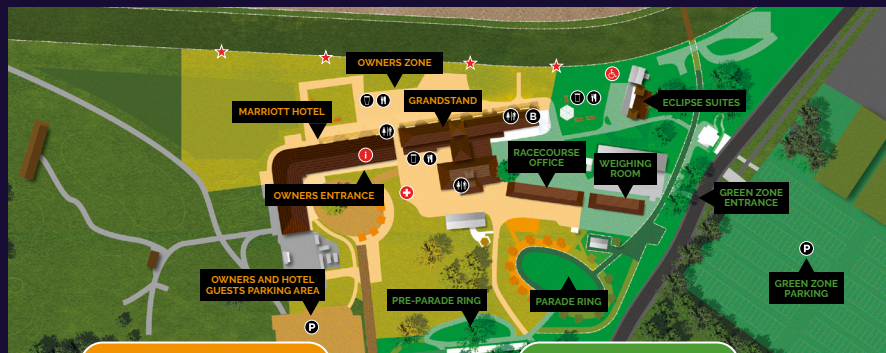 OWNERS ZONE
MARRIOTT HOTEL
GRANDSTAND
ECLIPSE SUITES
B
RACECOURSE
OFFICE
WEIGHING
ROOM
i
OWNERS ENTRANCE
GREEN ZONE
ENTRANCE
P
OWNERS AND HOTEL
GUESTS PARKING AREA
PRE-PARADE RING
PARADE RING
GREEN ZONE
PARKING
P